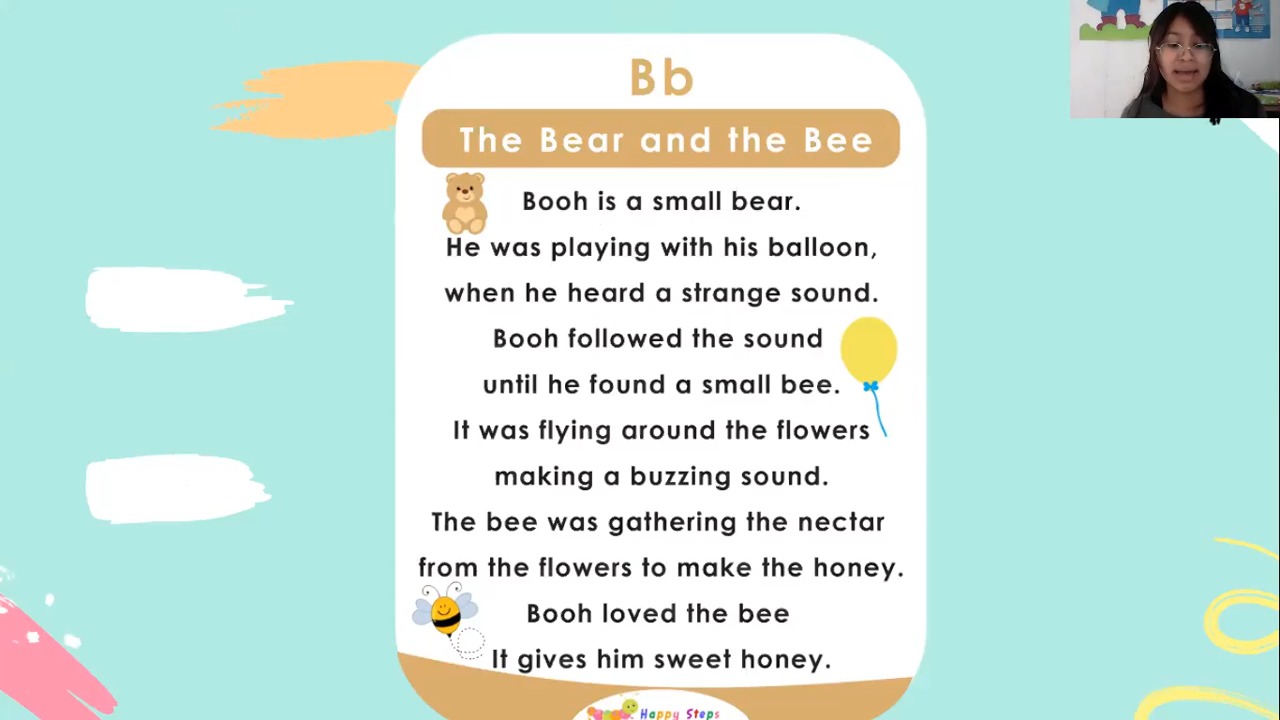 Bb
The Bear and the Bee
Booh is a small bear.
He was playing with his balloon,
when he heard a strange sound.
Booh followed the sound
until he found a small bee.
It was flying around the flowers
making a buzzing sound.
The bee was gathering the nectar
from the flowers to make the honey.
Booh loved the bee
It gives him sweet honey.
Happy Steps